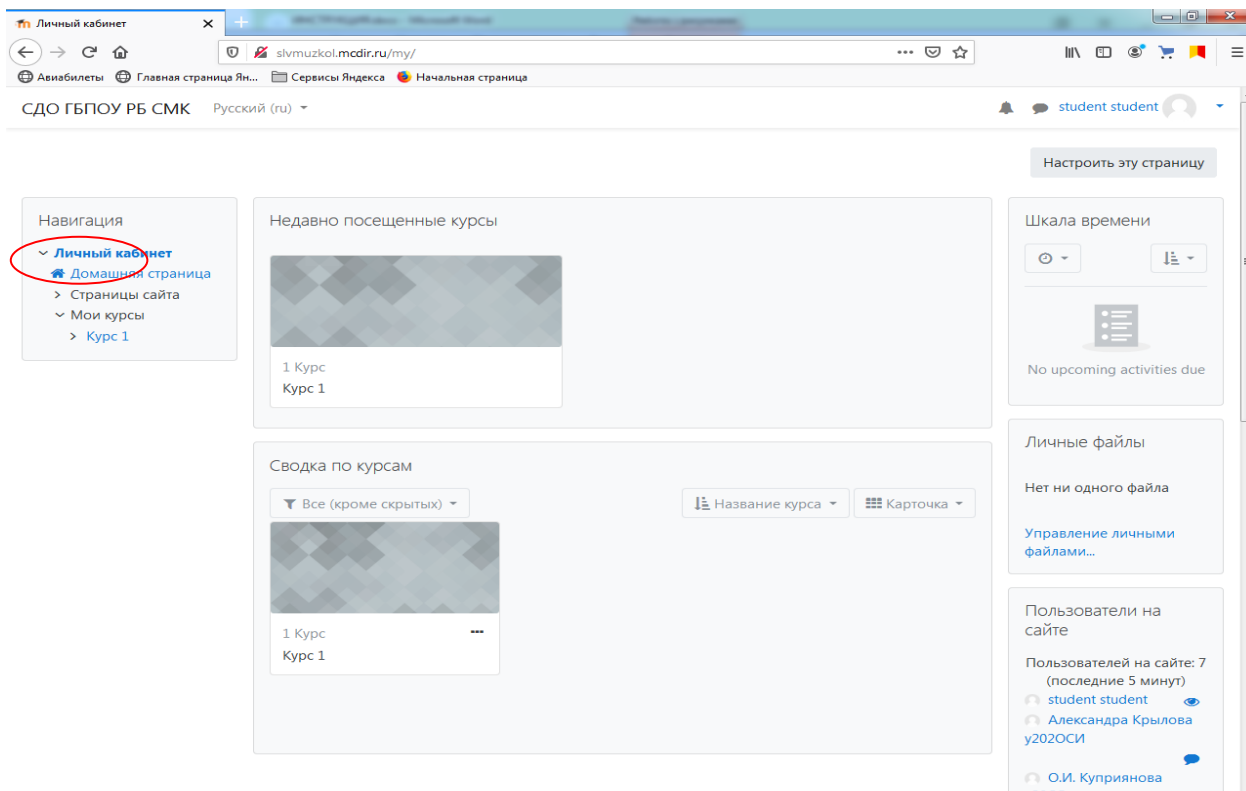 Личный кабинет
slvmuzkol.mcdir.ru/my/
Авиабилеты Главная страница Ян... Сервисы Яндекса Начальная страница
СДО ГБПОУ РБ СМК Русский (ru)
student student
Настроить эту страницу
Навигация
Личный кабинет
Домашняя страница
Страницы сайта
Мои курсы
Курс 1
Недавно посещенные курсы
1 Курс
Курс 1
Сводка по курсам
Все (кроме скрытых) Название курса Карточка
1 Курс
Курс 1
Шкала времени
No upcoming activities due
Личные файлы
Нет ни одного файла
Управление личными
файлами...
Пользователи на
сайте
Пользователей на сайте: 7
(последние 5 минут)
student student
Александра Крылова
у202ОСИ
О.И. Куприянова